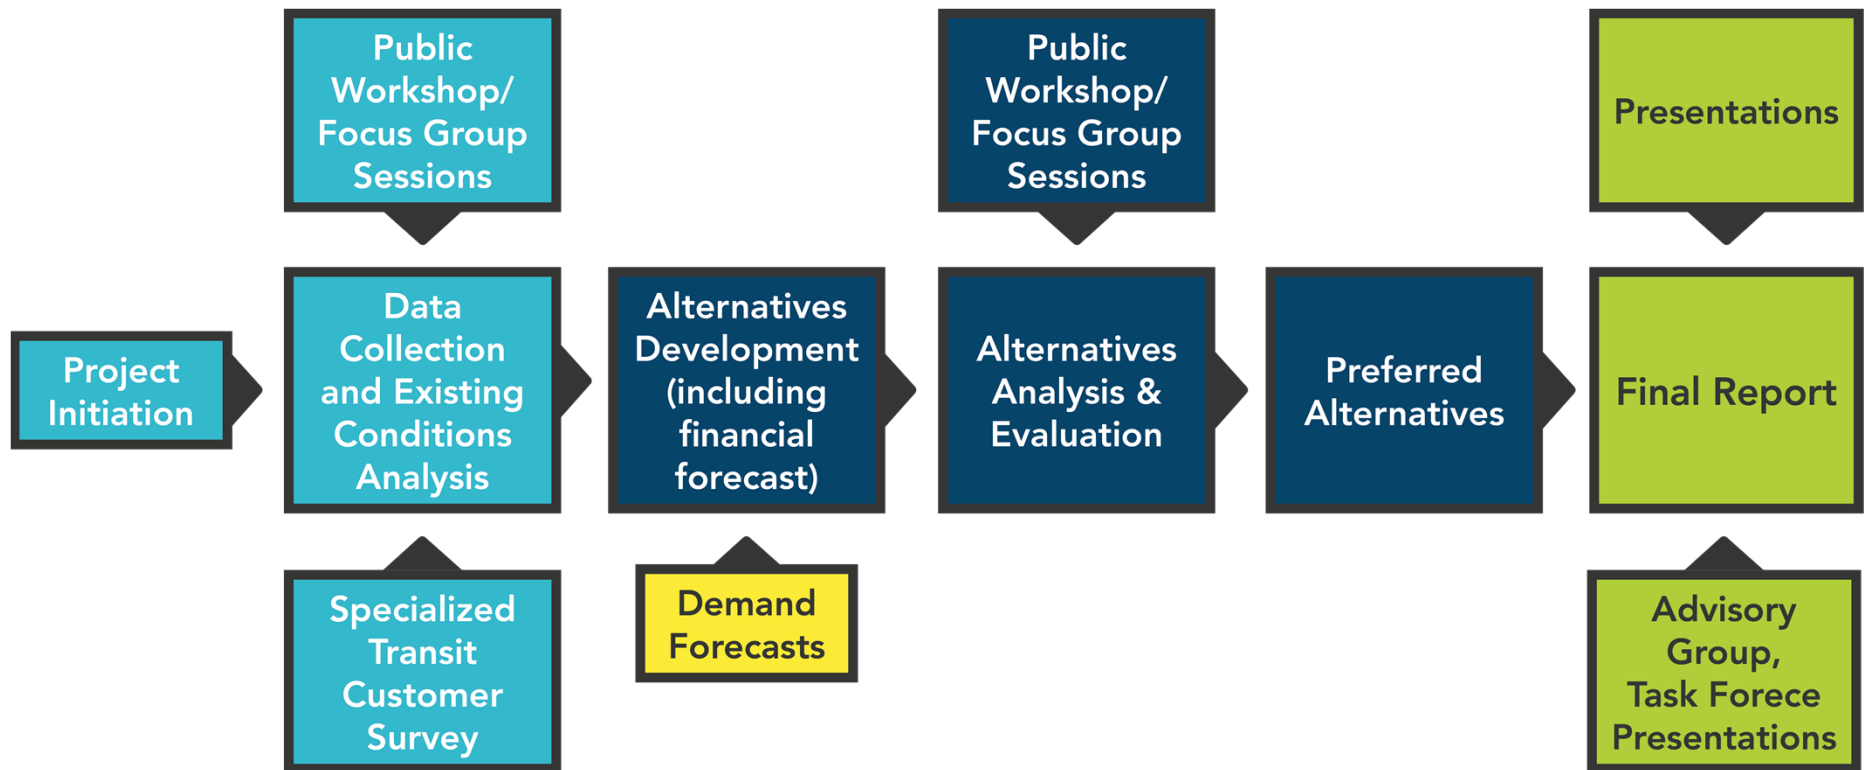 Public
Workshop/
Focus Group
Sessions
Public
Workshop/
Focus Group
Sessions
Presentations
Project
Initiation
Data
Collection
and Existing
Conditions
Analysis
Alternatives
Development
(including
financial
forecast)
Alternatives
Analysis &
Evaluation
Preferred
Alternatives
Final Report
Specialized
Transit
Customer
Survey
Demand
Forecasts
Advisory
Group,
Task Forece
Presentations